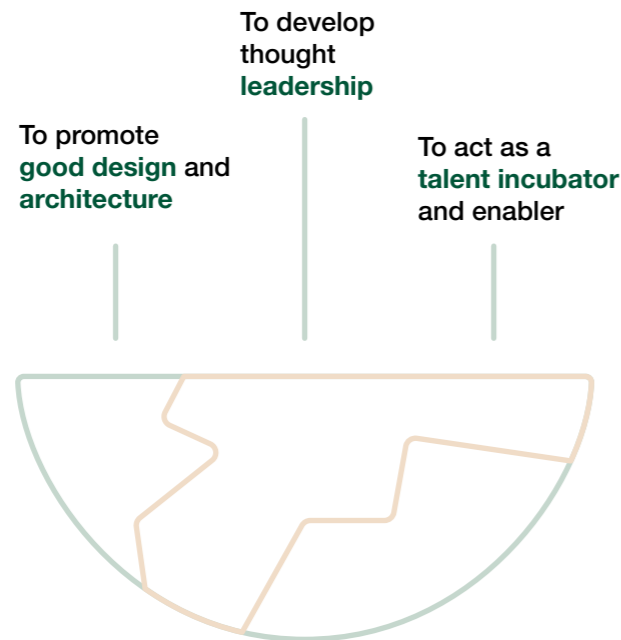 To develop
thought
leadership
To promote
good design and
architecture
To act as a
talent incubator
and enabler